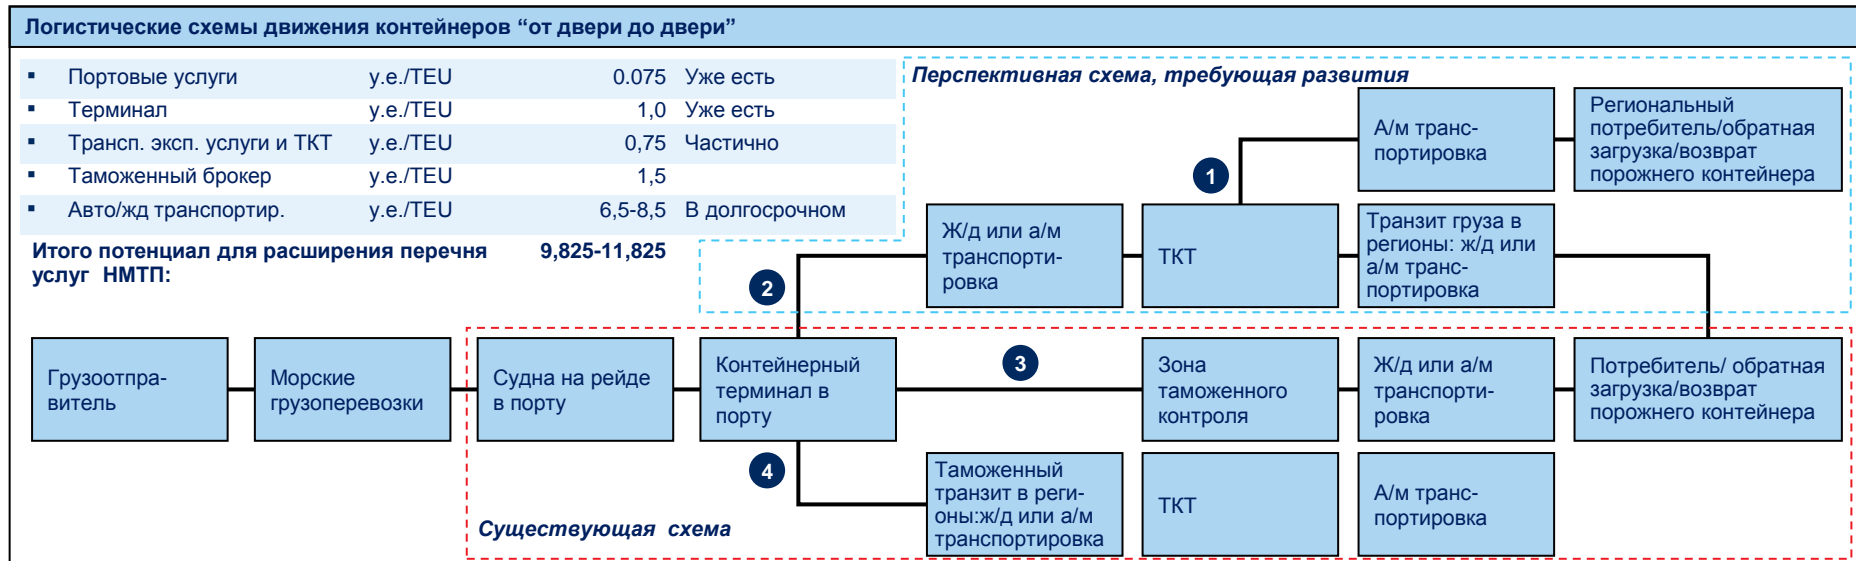 Логистические схемы движения контейнеров “от двери до двери”
▪ Портовые услуги у.е./TEU 0.075 Уже есть
▪ Терминал у.е./TEU 1,0 Уже есть
▪ Трансп. эксп. услуги и ТКТ у.е./TEU 0,75 Частично
▪ Таможенный брокер у.е./TEU 1,5
▪ Авто/жд транспортир. у.е./TEU 6,5-8,5 В долгосрочном
Итого потенциал для расширения перечня 9,825-11,825
услуг НМТП:
Перспективная схема, требующая развития
А/м транс-
портировка
Региональный
потребитель/обратная
загрузка/возврат
порожнего контейнера
1
Ж/д или а/м
транспорти-
ровка
ТКТ
Транзит груза в
регионы: ж/д или
а/м транс-
портировка
2
Грузоотпра-
витель
Морские
грузоперевозки
Судна на рейде
в порту
Контейнерный
терминал в
порту
3
Зона
таможенного
контроля
Ж/д или а/м
транспорти-
ровка
Потребитель/ обратная
загрузка/возврат
порожнего контейнера
4
Таможенный
транзит в реги-
оны:ж/д или а/м
транспортировка
ТКТ
А/м транс-
портировка
Существующая схема